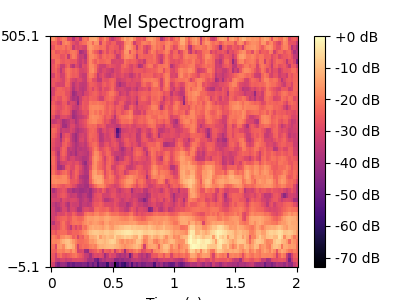 Mel Spectrogram
505.1
−5.1
0
0.5
1
1.5
2
+0 dB
-10 dB
-20 dB
-30 dB
-40 dB
-50 dB
-60 dB
-70 dB